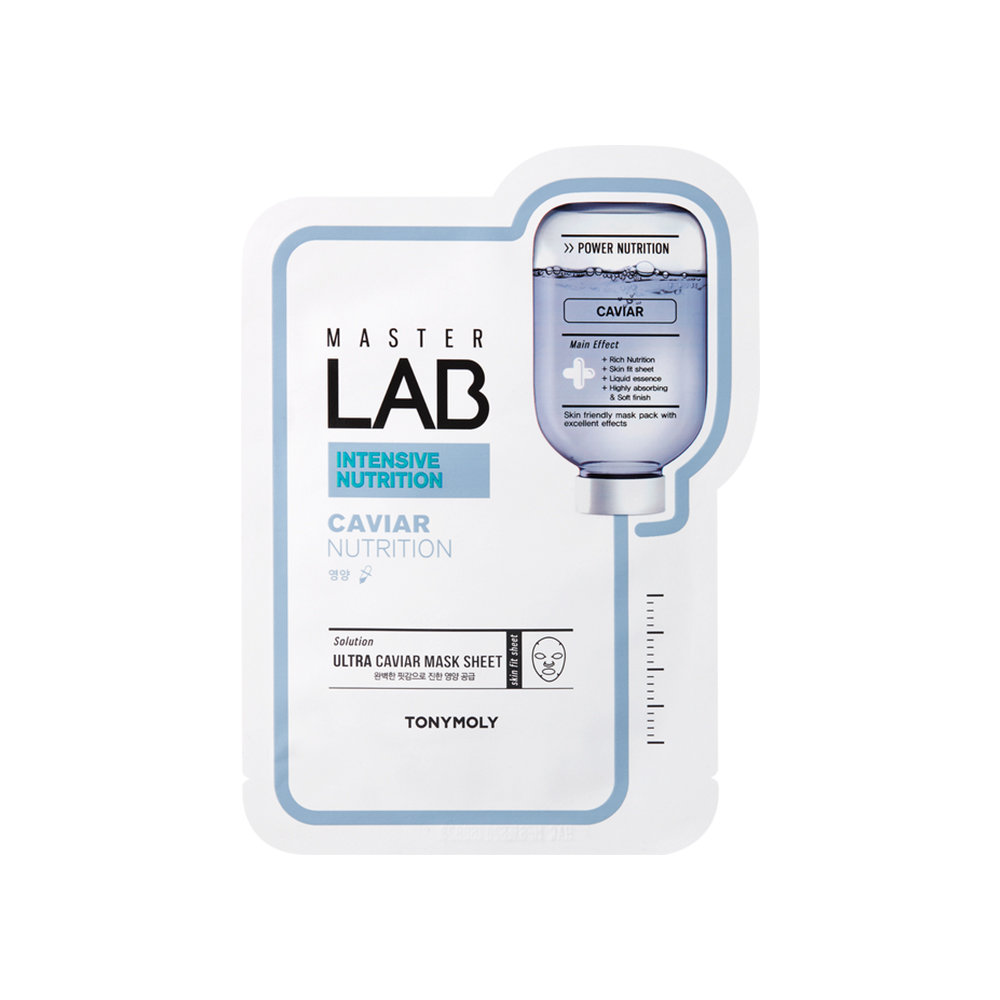 MASTER
LAB
INTENSIVE
NUTRITION
CAVIAR
NUTRITION
영양
Solution
ULTRA CAVIAR MASK SHEET
완벽한 핏감으로 진한 영양 공급
skin fit sheet
TONYMOLY
>> POWER NUTRITION
CAVIAR
Main Effect
+ Rich Nutrition
+ Skin fit sheet
+ Liquid essence
+ Highly absorbing
& Soft finish
Skin friendly mask pack with
excellent effects